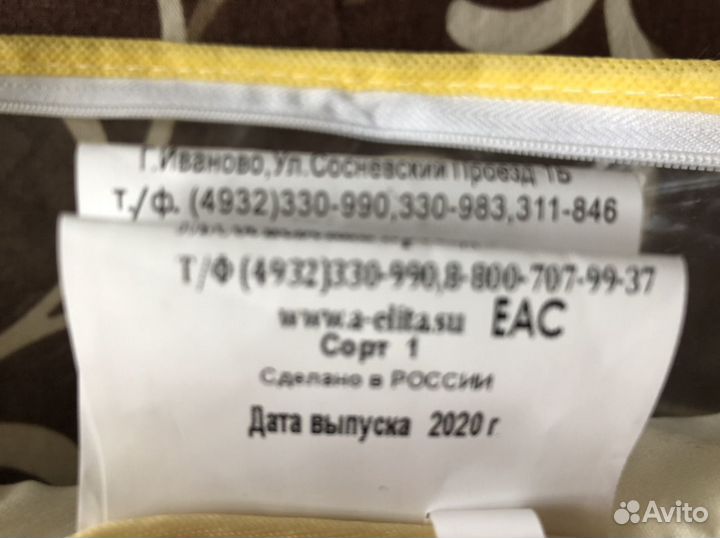 Г.Иваново,Ул.Сосневский Проезд 1Б
т./ф. (4932)330-990,330-983,311-846
Т/Ф(4932)330-990,8-800-707-99-37
www.a-elita.su EAC
Сорт 1
Сделано в РОССИИ
Дата выпуска 2020 г
Avito